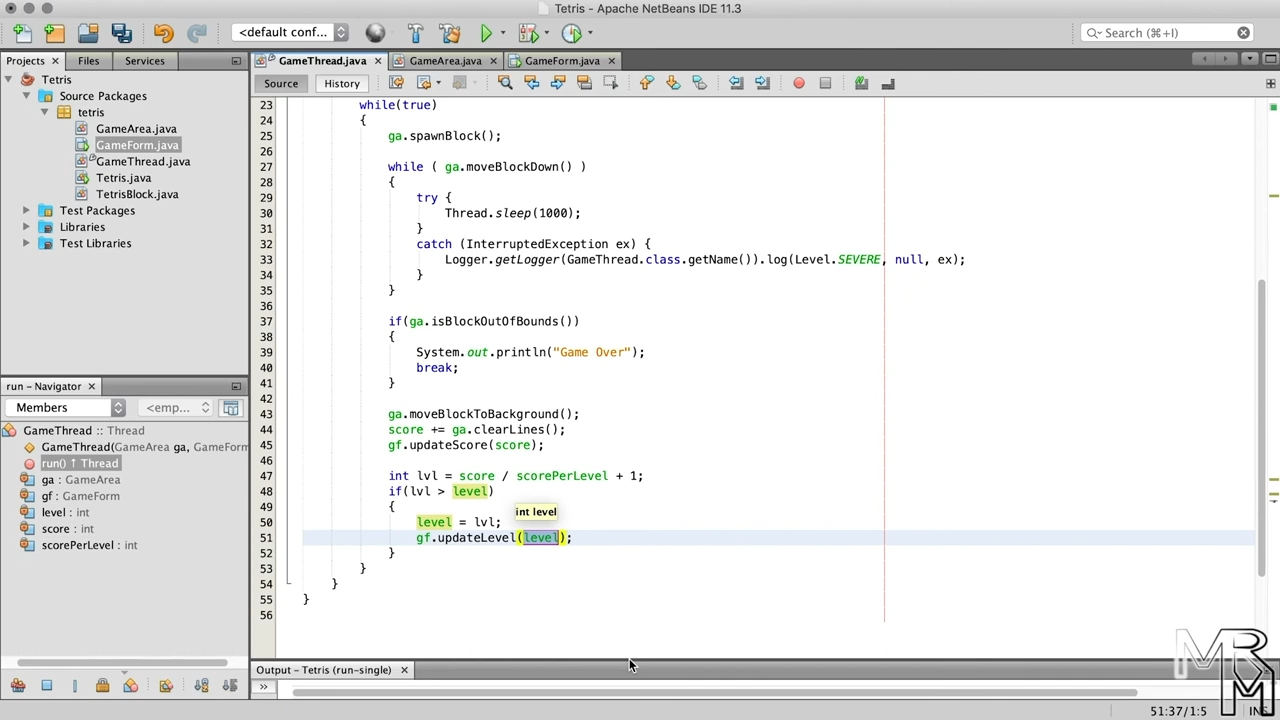 Tetris - Apache NetBeans IDE 11.3
<default conf...
Search (⌘+I)
Projects
Files
Services
GameThread.java
GameArea.java
GameForm.java
Source
History
Tetris
Source Packages
tetris
GameArea.java
GameForm.java
GameThread.java
Tetris.java
TetrisBlock.java
Test Packages
Libraries
Test Libraries
run - Navigator
Members
<emp...
GameThread :: Thread
GameThread(GameArea ga, GameForm
run() ↑ Thread
ga : GameArea
gf : GameForm
level : int
score : int
scorePerLevel : int
23 while(true)
24 {
25 ga.spawnBlock();
26
27 while ( ga.moveBlockDown() )
28 {
29 try {
30 Thread.sleep(1000);
31 }
32 catch (InterruptedException ex) {
33 Logger.getLogger(GameThread.class.getName()).log(Level.SEVERE, null, ex);
34 }
35 }
36
37 if(ga.isBlockOutOfBounds())
38 {
39 System.out.println("Game Over");
40 break;
41 }
42
43 ga.moveBlockToBackground();
44 score += ga.clearLines();
45 gf.updateScore(score);
46
47 int lvl = score / scorePerLevel + 1;
48 if(lvl > level)
49 {
int level
50 level = lvl;
51 gf.updateLevel(level);
52 }
53 }
54 }
55 }
56
Output - Tetris (run-single)
51:37/1:5
MRM